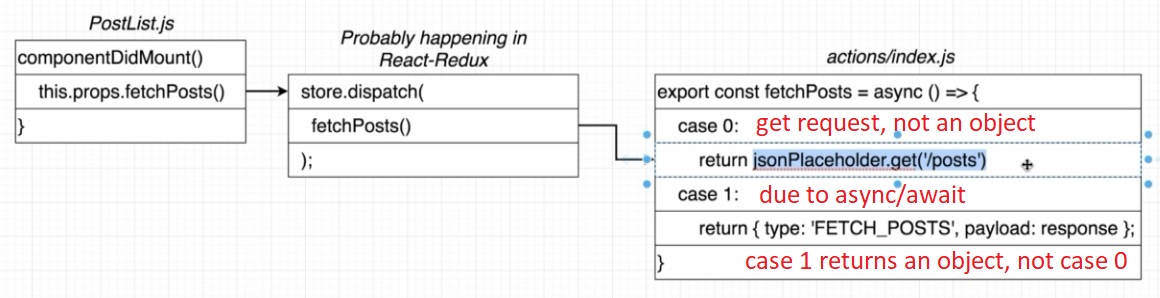 PostList.js
componentDidMount()
this.props.fetchPosts()
}
Probably happening in
React-Redux
store.dispatch(
fetchPosts()
);
actions/index.js
export const fetchPosts = async () => {
case 0: get request, not an object
return jsonPlaceholder.get('/posts')
case 1: due to async/await
return { type: 'FETCH_POSTS', payload: response };
} case 1 returns an object, not case 0